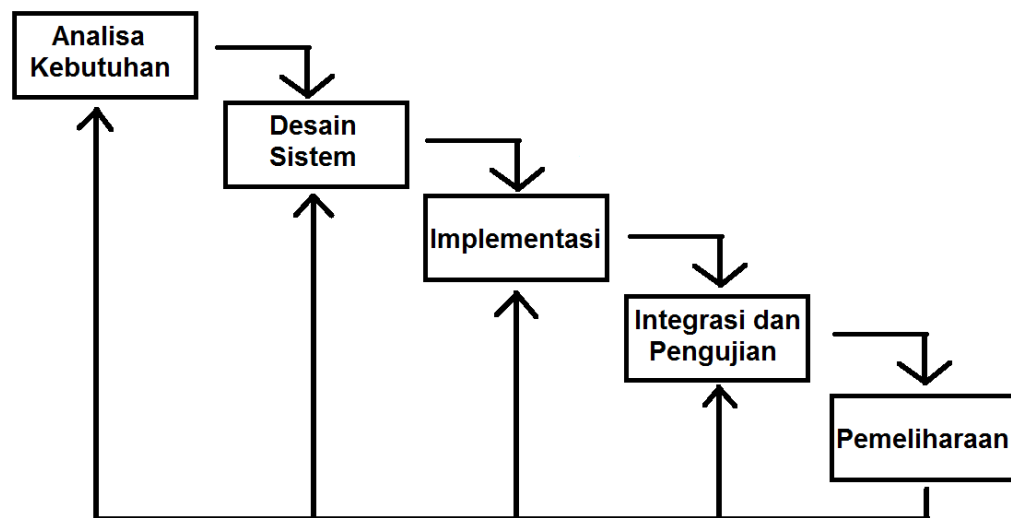 Analisa
Kebutuhan
Desain
Sistem
Implementasi
Integrasi dan
Pengujian
Pemeliharaan